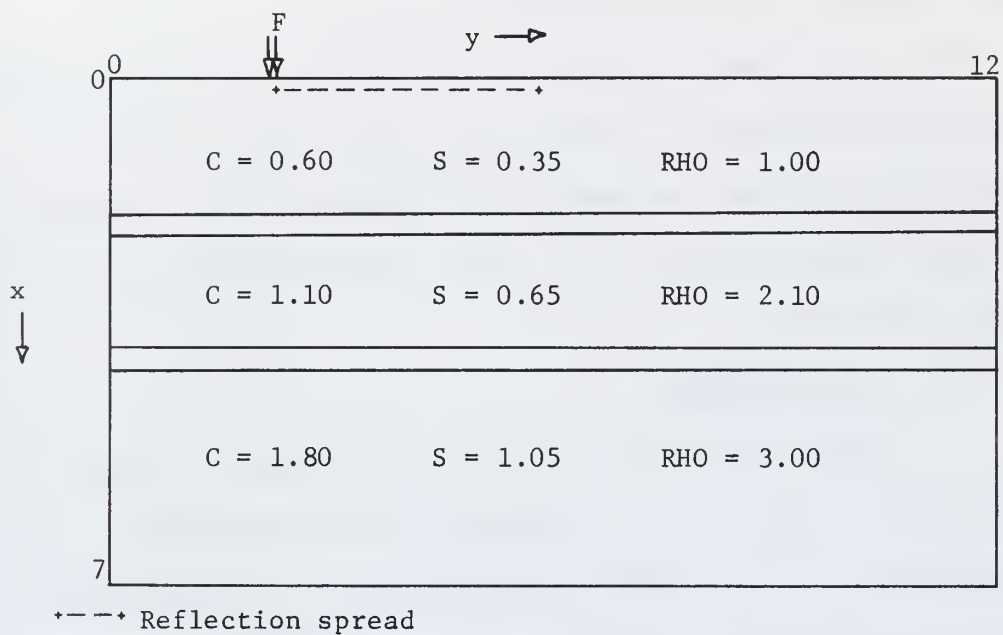 F
y
0 0 12
C = 0.60 S = 0.35 RHO = 1.00
C = 1.10 S = 0.65 RHO = 2.10
x
C = 1.80 S = 1.05 RHO = 3.00
7
Reflection spread